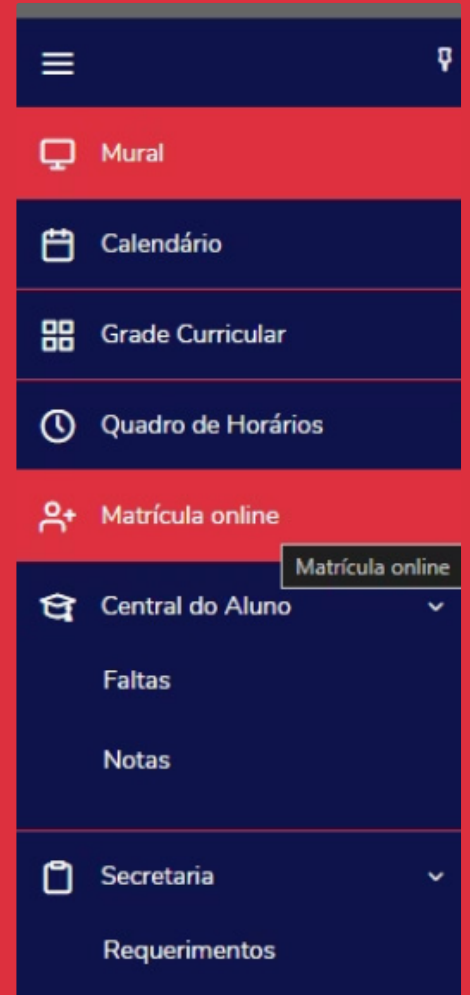 Mural
Calendário
Grade Curricular
Quadro de Horários
Matrícula online
Matrícula online
Central do Aluno
Faltas
Notas
Secretaria
Requerimentos